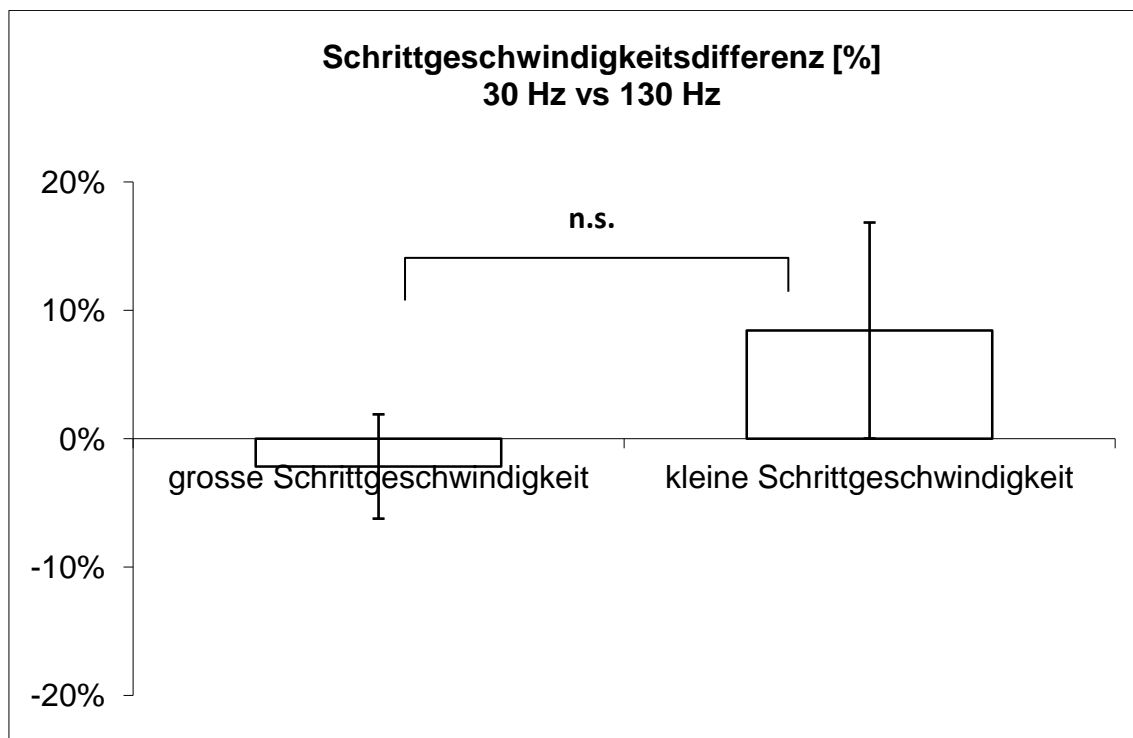 Schrittgeschwindigkeitsdifferenz [%]
30 Hz vs 130 Hz
20%
n.s.
10%
0%
grosse Schrittgeschwindigkeit kleine Schrittgeschwindigkeit
-10%
-20%